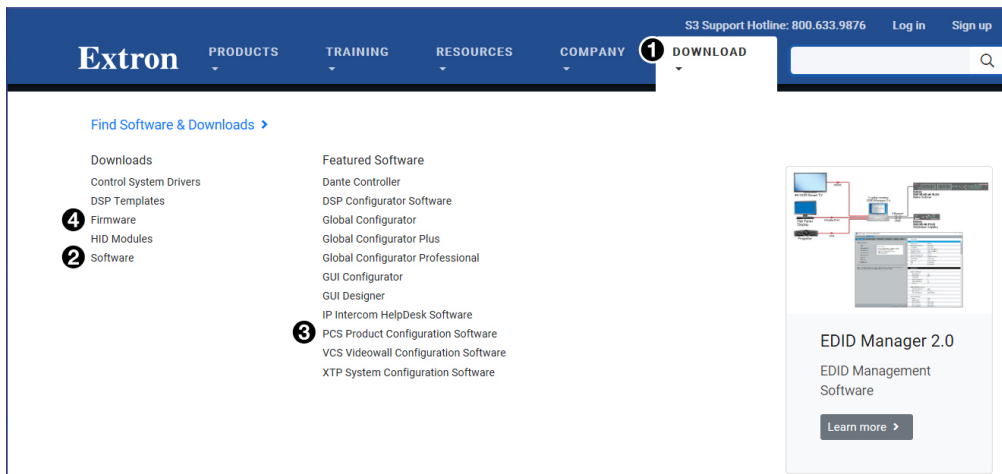 S3 Support Hotline: 800.633.9876 Log in Sign up
Extron PRODUCTS TRAINING RESOURCES COMPANY 1 DOWNLOAD
Find Software & Downloads >
Downloads
Control System Drivers
DSP Templates
4 Firmware
HID Modules
2 Software
Featured Software
Dante Controller
DSP Configurator Software
Global Configurator
Global Configurator Plus
Global Configurator Professional
GUI Configurator
GUI Designer
IP Intercom HelpDesk Software
3 PCS Product Configuration Software
VCS Videowall Configuration Software
XTP System Configuration Software
EDID Manager 2.0
EDID Management
Software
Learn more >